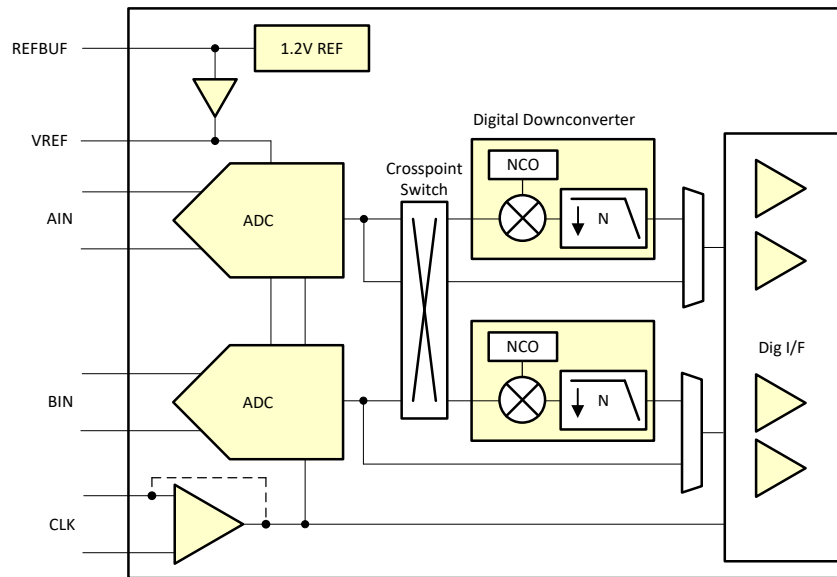 REFBUF
1.2V REF
VREF
Digital Downconverter
Crosspoint
Switch
NCO
AIN
ADC
N
NCO
Dig I/F
BIN
ADC
N
CLK